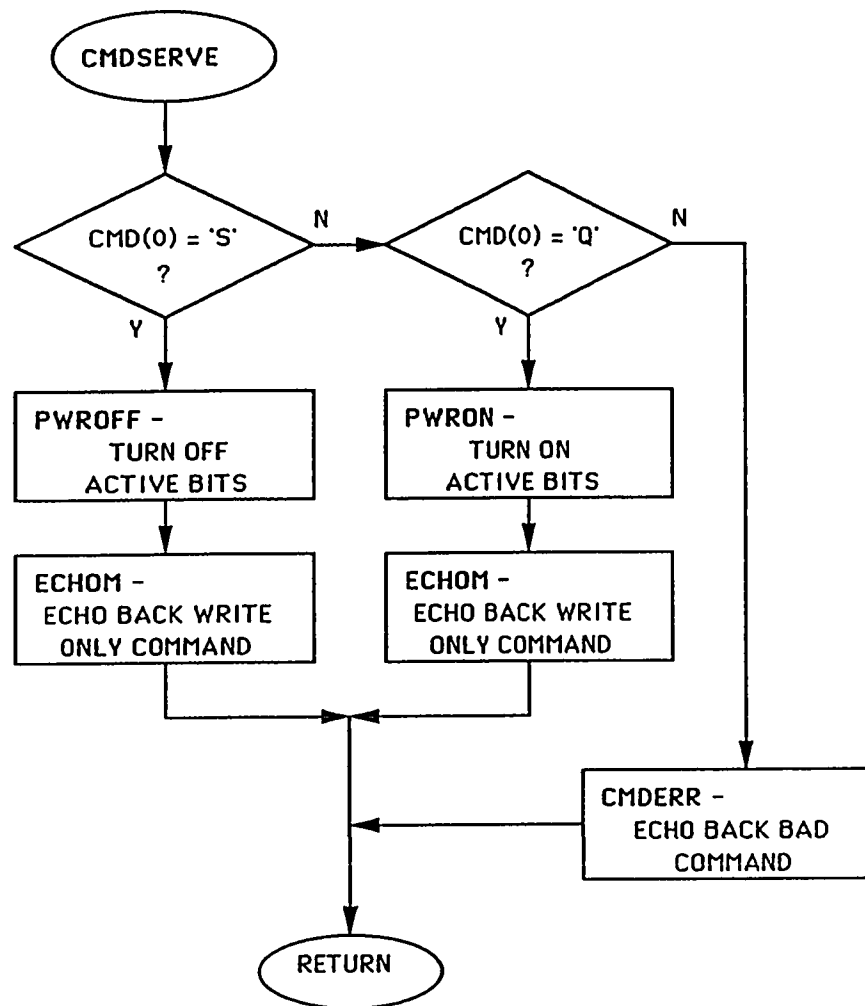 CMDSERVE
CMD(0) = 'S'
?
N
Y
CMD(0) = 'Q'
?
N
Y
PWROFF -
TURN OFF
ACTIVE BITS
PWRON -
TURN ON
ACTIVE BITS
ECHOM -
ECHO BACK WRITE
ONLY COMMAND
ECHOM -
ECHO BACK WRITE
ONLY COMMAND
CMDERR -
ECHO BACK BAD
COMMAND
RETURN